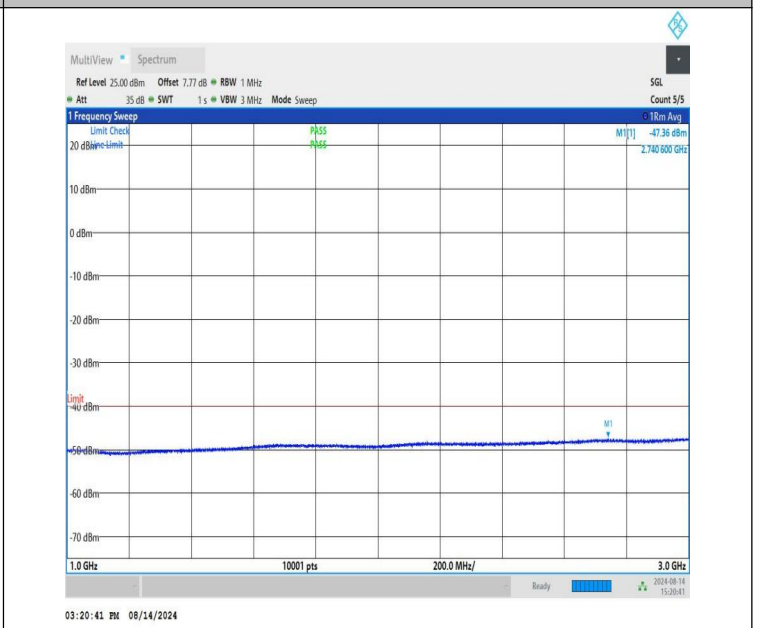 MultiView Spectrum
Ref Level 25.00 dBm Offset 7.77 dB RBW 1 MHz SGL
Att 35 dB SWT 1 s VBW 3 MHz Mode Sweep Count 5/5
1 Frequency Sweep 1Rm Avg
Limit Check PASS M1[1] -47.36 dBm
20 dBm Line Limit PASS 2.740 600 GHz
10 dBm
0 dBm
-10 dBm
-20 dBm
-30 dBm
Limit
-40 dBm
M1
-50 dBm
-60 dBm
-70 dBm
1.0 GHz 10001 pts 200.0 MHz/ 3.0 GHz
Ready 2024-08-14
15:20:41
03:20:41 PM 08/14/2024